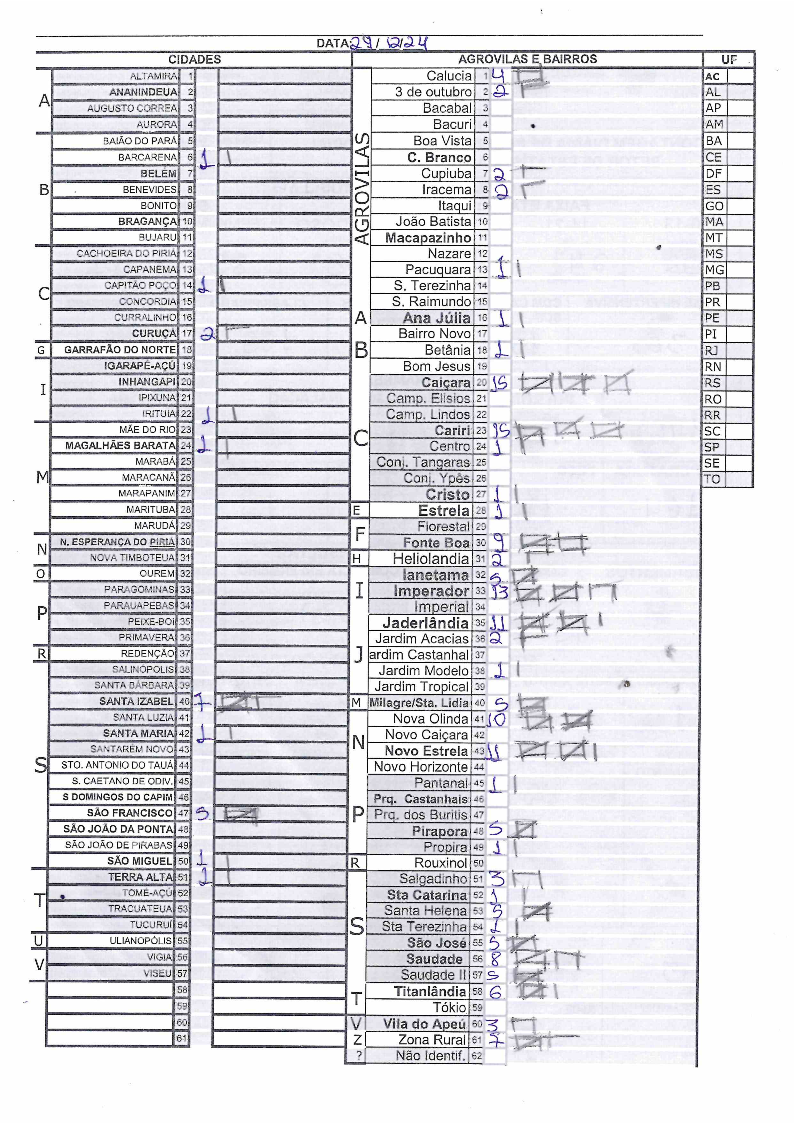 DATA: 29/12/24
CIDADES
A
ALTAMIRA 1
ANANINDEUA 2
AUGUSTO CORREA 3
AURORA 4
B
BAIÃO DO PARÁ 5
BARCARENA 6 1
BELÉM 7
BENEVIDES 8
BONITO 9
BRAGANÇA 10
BUJARU 11
C
CACHOEIRA DO PIRIA 12
CAPANEMA 13
CAPITÃO POÇO 14 1
CONCORDIA 15
CURRALINHO 16
CURUÇA 17 2
G
GARRAFÃO DO NORTE 18
I
IGARAPÉ-AÇÚ 19
INHANGAPI 20
IPIXUNA 21
IRITUIA 22 1
M
MÃE DO RIO 23
MAGALHÃES BARATA 24 1
MARABÁ 25
MARACANÃ 26
MARAPANIM 27
MARITUBA 28
MARUDÁ 29
N
N. ESPERANÇA DO PIRIA 30
NOVA TIMBOTEUA 31
O
OUREM 32
P
PARAGOMINAS 33
PARAUAPEBAS 34
PEIXE-BOI 35
PRIMAVERA 36
R
REDENÇÃO 37
S
SALINOPOLIS 38
SANTA BÁRBARA 39
SANTA IZABEL 40 7
SANTA LUZIA 41
SANTA MARIA 42 1
SANTARÉM NOVO 43
STO. ANTONIO DO TAUÁ 44
S. CAETANO DE ODIV. 45
S DOMINGOS DO CAPIM 46
SÃO FRANCISCO 47 5
SÃO JOÃO DA PONTA 48
SÃO JOÃO DE PIRABAS 49
SÃO MIGUEL 50 1
T
TERRA ALTA 51 1
TOMÉ-AÇÚ 52
TRACUATEUA 53
TUCURUÍ 54
U
ULIANOPÓLIS 55
V
VIGIA 56
VISEU 57
58
59
60
61
AGROVILAS E BAIRROS
AGROVILAS
Calucia 1 4
3 de outubro 2 2
Bacabal 3
Bacuri 4
Boa Vista 5
C. Branco 6
Cupiuba 7 2
Iracema 8 2
Itaqui 9
João Batista 10
Macapazinho 11
Nazare 12
Pacuquara 13 1
S. Terezinha 14
S. Raimundo 15
A
Ana Júlia 16 1
B
Bairro Novo 17
Betânia 18 1
Bom Jesus 19
C
Caiçara 20 15
Camp. Elísios 21
Camp. Lindos 22
Cariri 23 15
Centro 24 1
Conj. Tangaras 25
Conj. Ypês 26
Cristo 27 1
E
Estrela 28 1
F
Florestal 29
Fonte Boa 30 9
H
Heliolandia 31 2
I
Ianetama 32 5
Imperador 33 13
Imperial 34
J
Jaderlândia 35 11
Jardim Acacias 36 2
ardim Castanhal 37
Jardim Modelo 38 1
Jardim Tropical 39
M
Milagre/Sta. Lidia 40 5
N
Nova Olinda 41 10
Novo Caiçara 42
Novo Estrela 43 11
Novo Horizonte 44
P
Pantanal 45 1
Prq. Castanhais 46
Prq. dos Buritis 47
Pirapora 48 5
Propira 49 1
R
Rouxinol 50
S
Salgadinho 51 3
Sta Catarina 52 1
Santa Helena 53 5
Sta Terezinha 54 1
São José 55 5
Saudade 56 8
Saudade II 57 5
T
Titanlândia 58 6
Tókio 59
V
Vila do Apeú 60 3
Z
Zona Rural 61 7
?
Não Identif. 62
UF
AC
AL
AP
AM
BA
CE
DF
ES
GO
MA
MT
MS
MG
PB
PR
PE
PI
RJ
RN
RS
RO
RR
SC
SP
SE
TO